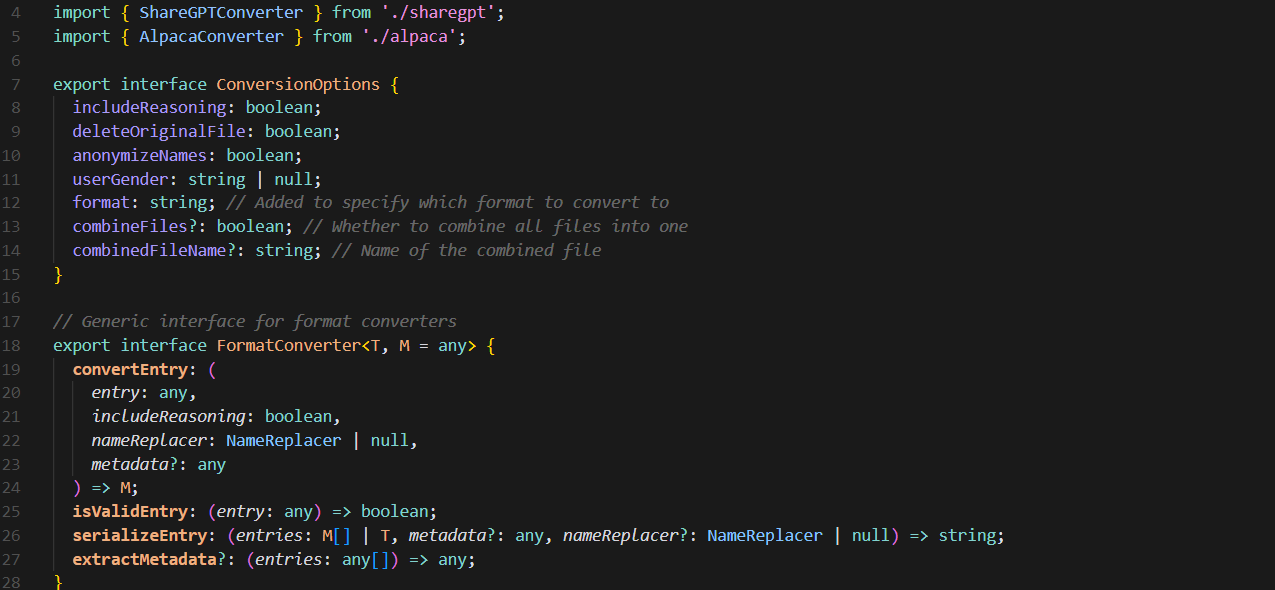 4 import { ShareGPTConverter } from './sharegpt';
5 import { AlpacaConverter } from './alpaca';
6
7 export interface ConversionOptions {
8 includeReasoning: boolean;
9 deleteOriginalFile: boolean;
10 anonymizeNames: boolean;
11 userGender: string | null;
12 format: string; // Added to specify which format to convert to
13 combineFiles?: boolean; // Whether to combine all files into one
14 combinedFileName?: string; // Name of the combined file
15 }
16
17 // Generic interface for format converters
18 export interface FormatConverter<T, M = any> {
19 convertEntry: (
20 entry: any,
21 includeReasoning: boolean,
22 nameReplacer: NameReplacer | null,
23 metadata?: any
24 ) => M;
25 isValidEntry: (entry: any) => boolean;
26 serializeEntry: (entries: M[] | T, metadata?: any, nameReplacer?: NameReplacer | null) => string;
27 extractMetadata?: (entries: any[]) => any;
28 }